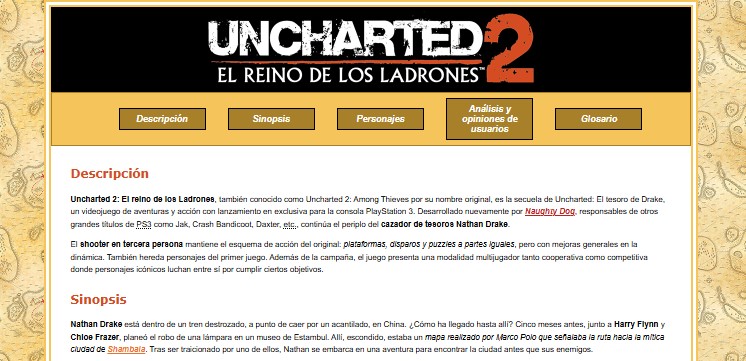 UNCHARTED 2
EL REINO DE LOS LADRONES™
Descripción
Sinopsis
Personajes
Análisis y
opiniones de
usuarios
Glosario
Descripción
Uncharted 2: El reino de los Ladrones, también conocido como Uncharted 2: Among Thieves por su nombre original, es la secuela de Uncharted: El tesoro de Drake,
un videojuego de aventuras y acción con lanzamiento en exclusiva para la consola PlayStation 3. Desarrollado nuevamente por Naughty Dog, responsables de otros
grandes títulos de PS3 como Jak, Crash Bandicoot, Daxter, etc., continúa el periplo del cazador de tesoros Nathan Drake.
El shooter en tercera persona mantiene el esquema de acción del original: plataformas, disparos y puzzles a partes iguales, pero con mejoras generales en la
dinámica. También hereda personajes del primer juego. Además de la campaña, el juego presenta una modalidad multijugador tanto cooperativa como competitiva
donde personajes icónicos luchan entre sí por cumplir ciertos objetivos.
Sinopsis
Nathan Drake está dentro de un tren destrozado, a punto de caer por un acantilado, en China. ¿Cómo ha llegado hasta allí? Cinco meses antes, junto a Harry Flynn y
Chloe Frazer, planeó el robo de una lámpara en un museo de Estambul. Allí, escondido, estaba un mapa realizado por Marco Polo que señalaba la ruta hacia la mítica
ciudad de Shambala. Tras ser traicionado por uno de ellos, Nathan se embarca en una aventura para encontrar la ciudad antes que sus enemigos.